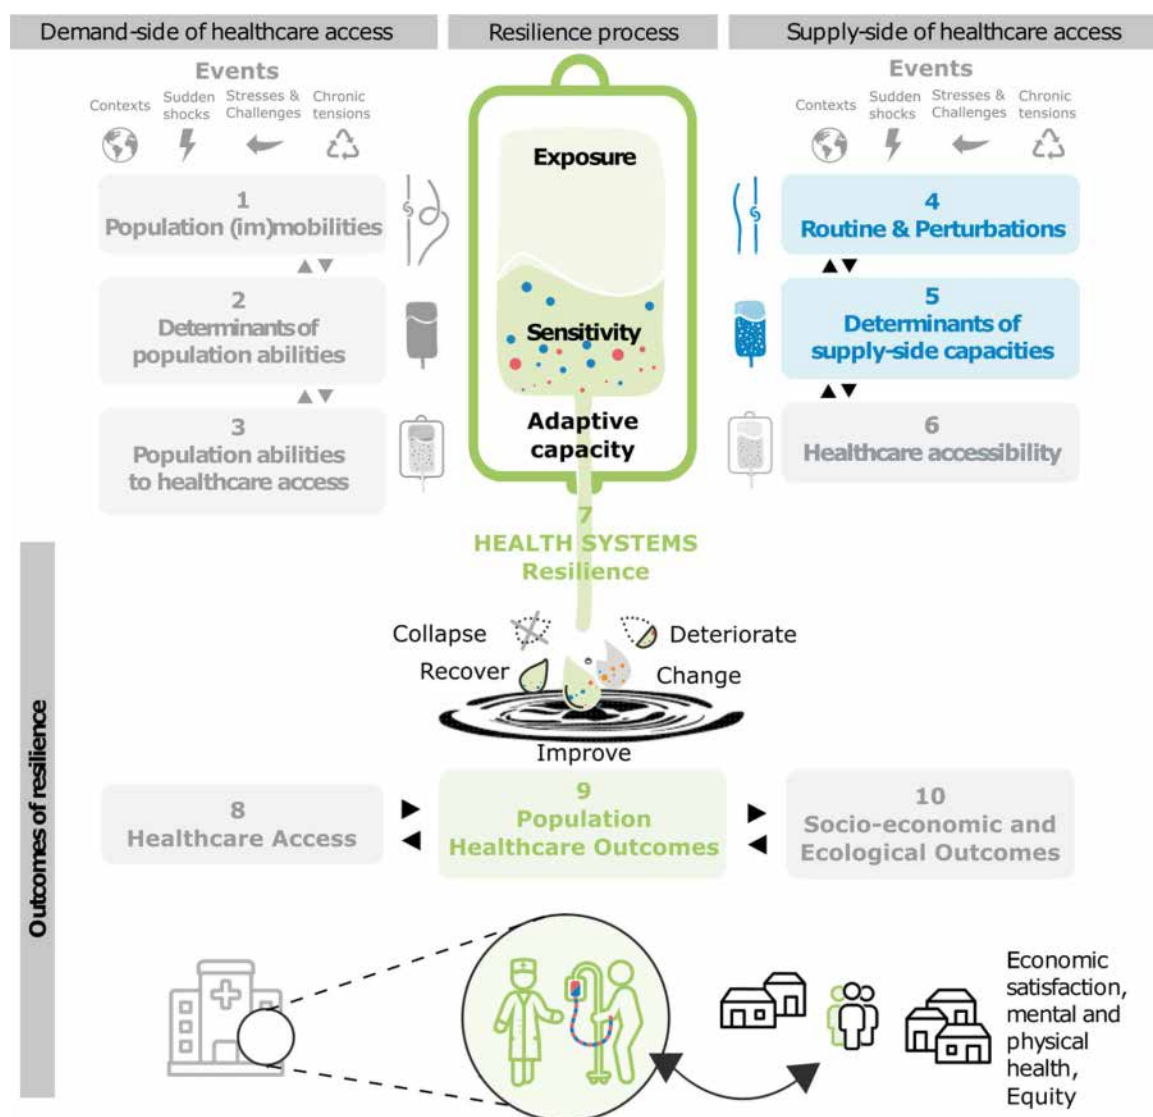 Demand-side of healthcare access
Resilience process
Supply-side of healthcare access
Events
Contexts
Sudden
shocks
Stresses &
Challenges
Chronic
tensions
1
Population (im)mobilities
2
Determinants of
population abilities
3
Population abilities
to healthcare access
Exposure
Sensitivity
Adaptive
capacity
Events
Contexts
Sudden
shocks
Stresses &
Challenges
Chronic
tensions
4
Routine & Perturbations
5
Determinants of
supply-side capacities
6
Healthcare accessibility
7
HEALTH SYSTEMS
Resilience
Collapse
Deteriorate
Recover
Change
Improve
Outcomes of resilience
8
Healthcare Access
9
Population
Healthcare Outcomes
10
Socio-economic and
Ecological Outcomes
Economic
satisfaction,
mental and
physical
health,
Equity